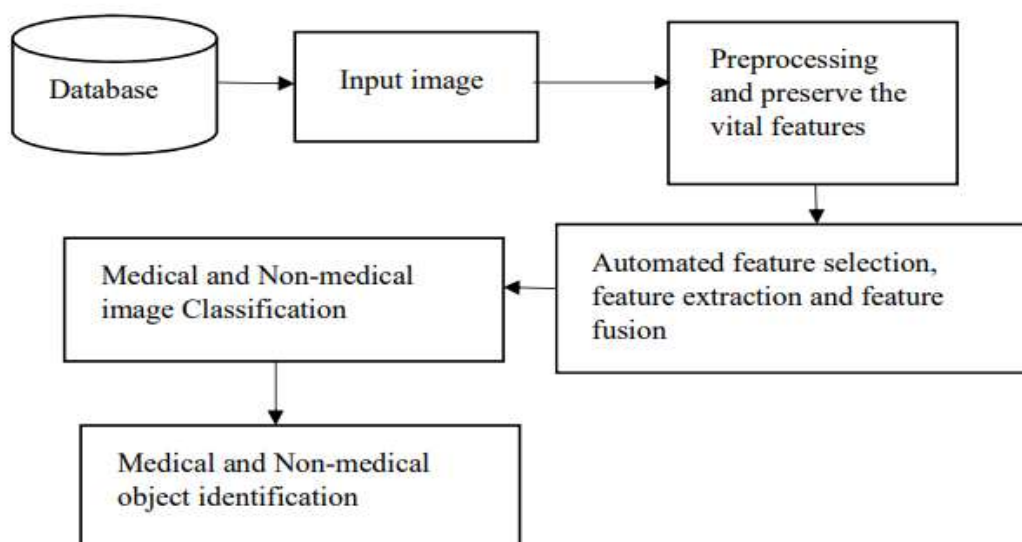 Database
Input image
Preprocessing
and preserve the
vital features
Automated feature selection,
feature extraction and feature
fusion
Medical and Non-medical
image Classification
Medical and Non-medical
object identification